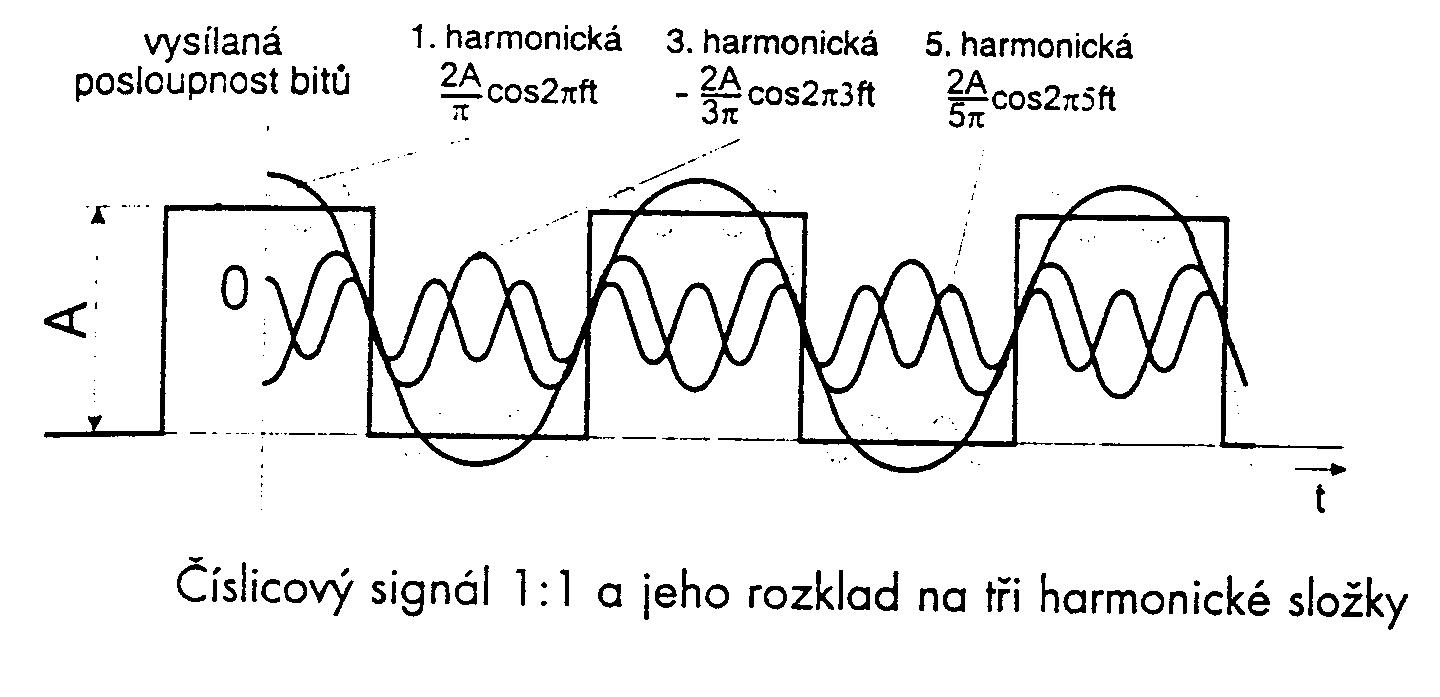 vysílaná
posloupnost bitů
1. harmonická
2A/π cos2πft
3. harmonická
- 2A/3π cos2π3ft
5. harmonická
2A/5π cos2π5ft
A
0
t
Číslicový signál 1:1 a jeho rozklad na tři harmonické složky